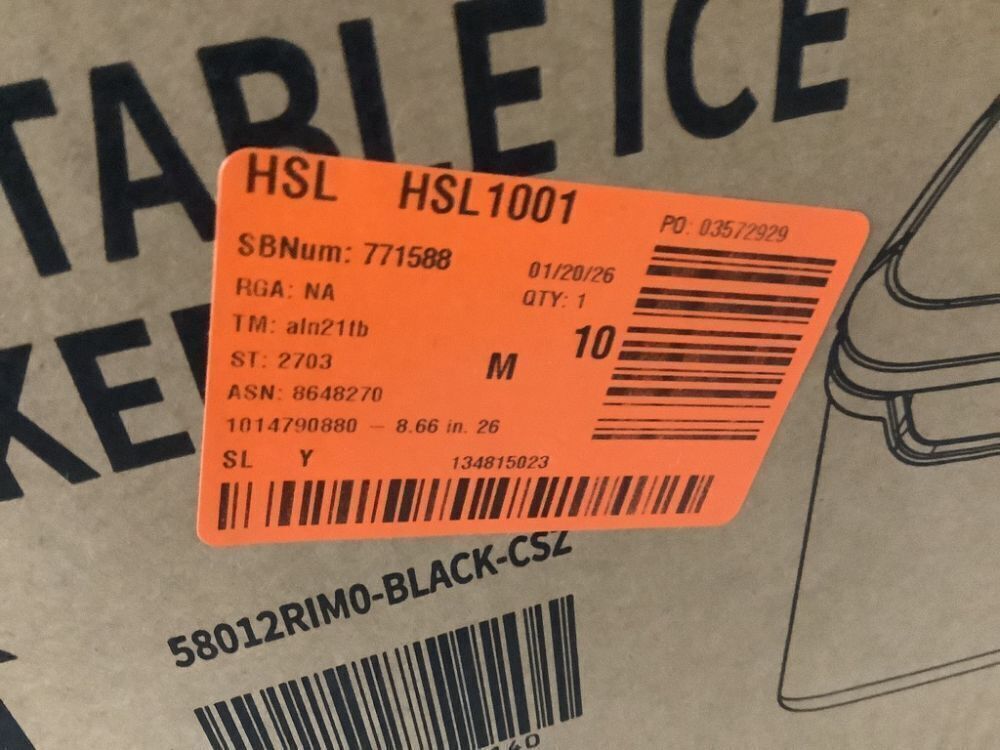 TABLE ICE
KE
HSL HSL1001
PO: 03572929
SBNum: 771588
01/20/26
RGA: NA
QTY: 1
TM: aln21tb
10
ST: 2703
M
ASN: 8648270
1014790880 – 8.66 in. 26
SL Y
134815023
58012RIM0-BLACK-CSZ